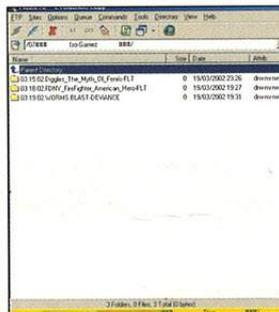 FTP Sites Options Queue Commands Tools Directory View Help
Iso-Games
Name Size Date Attrib
Parent Directory
03.15.02.Diggles_The_Myth_Of_Fenris-FLT 0 19/03/2002 23:26
03.18.02.FDNY_FireFighter_American_Hero-FLT 0 19/03/2002 19:27
03.19.02.WORMS.BLAST-DEVIANCE 0 19/03/2002 19:31
3 Folders, 0 Files, 3 Total (0 bytes)